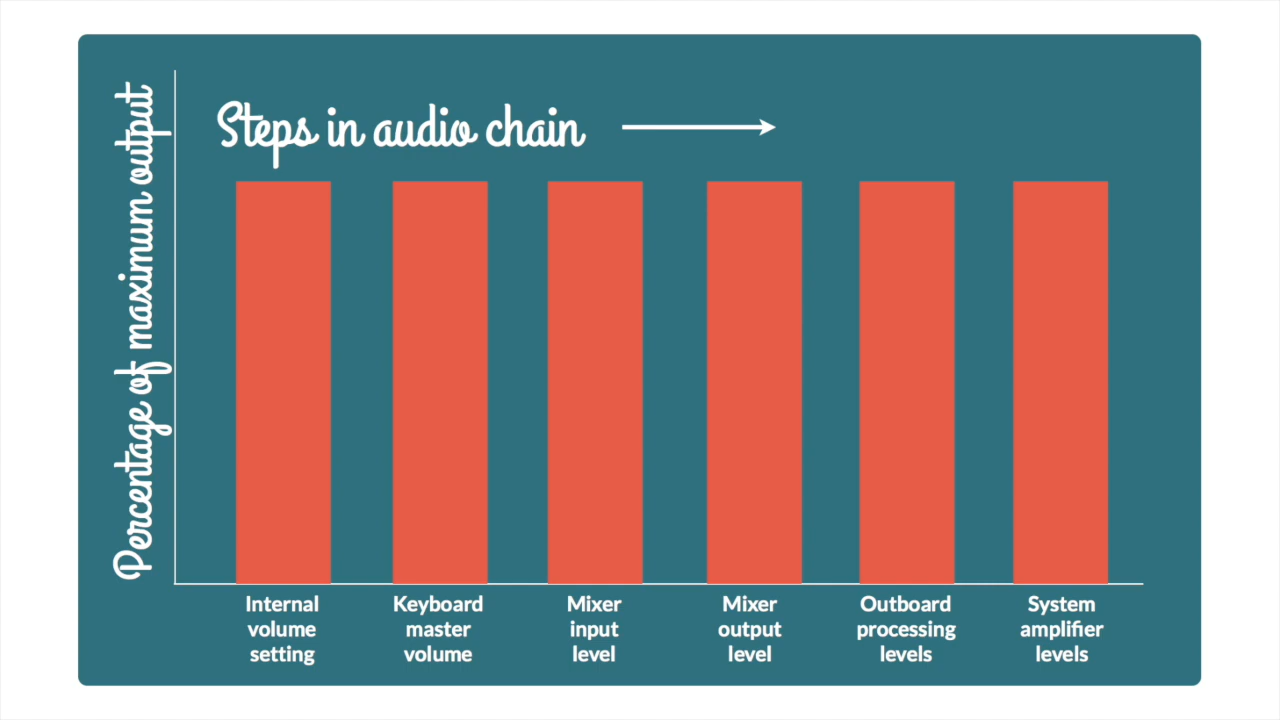 Steps in audio chain
Percentage of maximum output
Internal
volume
setting
Keyboard
master
volume
Mixer
input
level
Mixer
output
level
Outboard
processing
levels
System
amplifier
levels